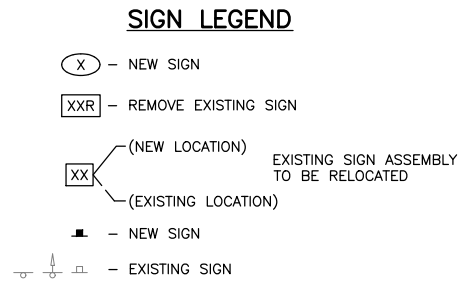 SIGN LEGEND
X – NEW SIGN
XXR – REMOVE EXISTING SIGN
(NEW LOCATION)
XX
EXISTING SIGN ASSEMBLY
TO BE RELOCATED
(EXISTING LOCATION)
– NEW SIGN
– EXISTING SIGN